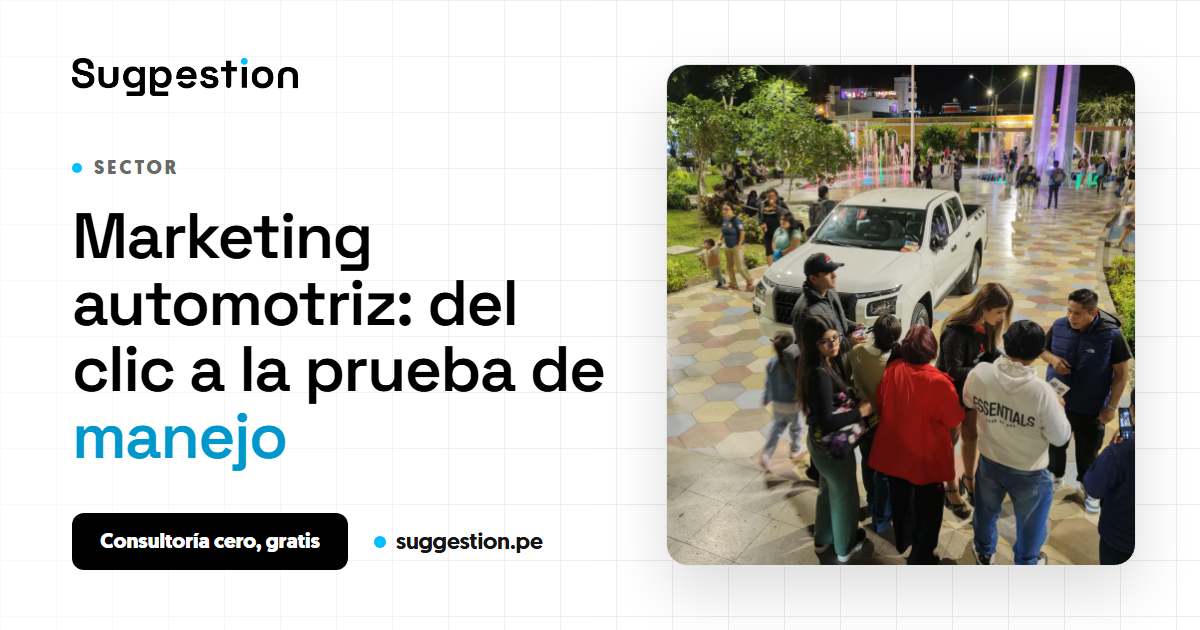 Suggestion
SECTOR
Marketing
automotriz: del
clic a la prueba de
manejo
Consultoría cero, gratis
suggestion.pe
ESSENTIALS